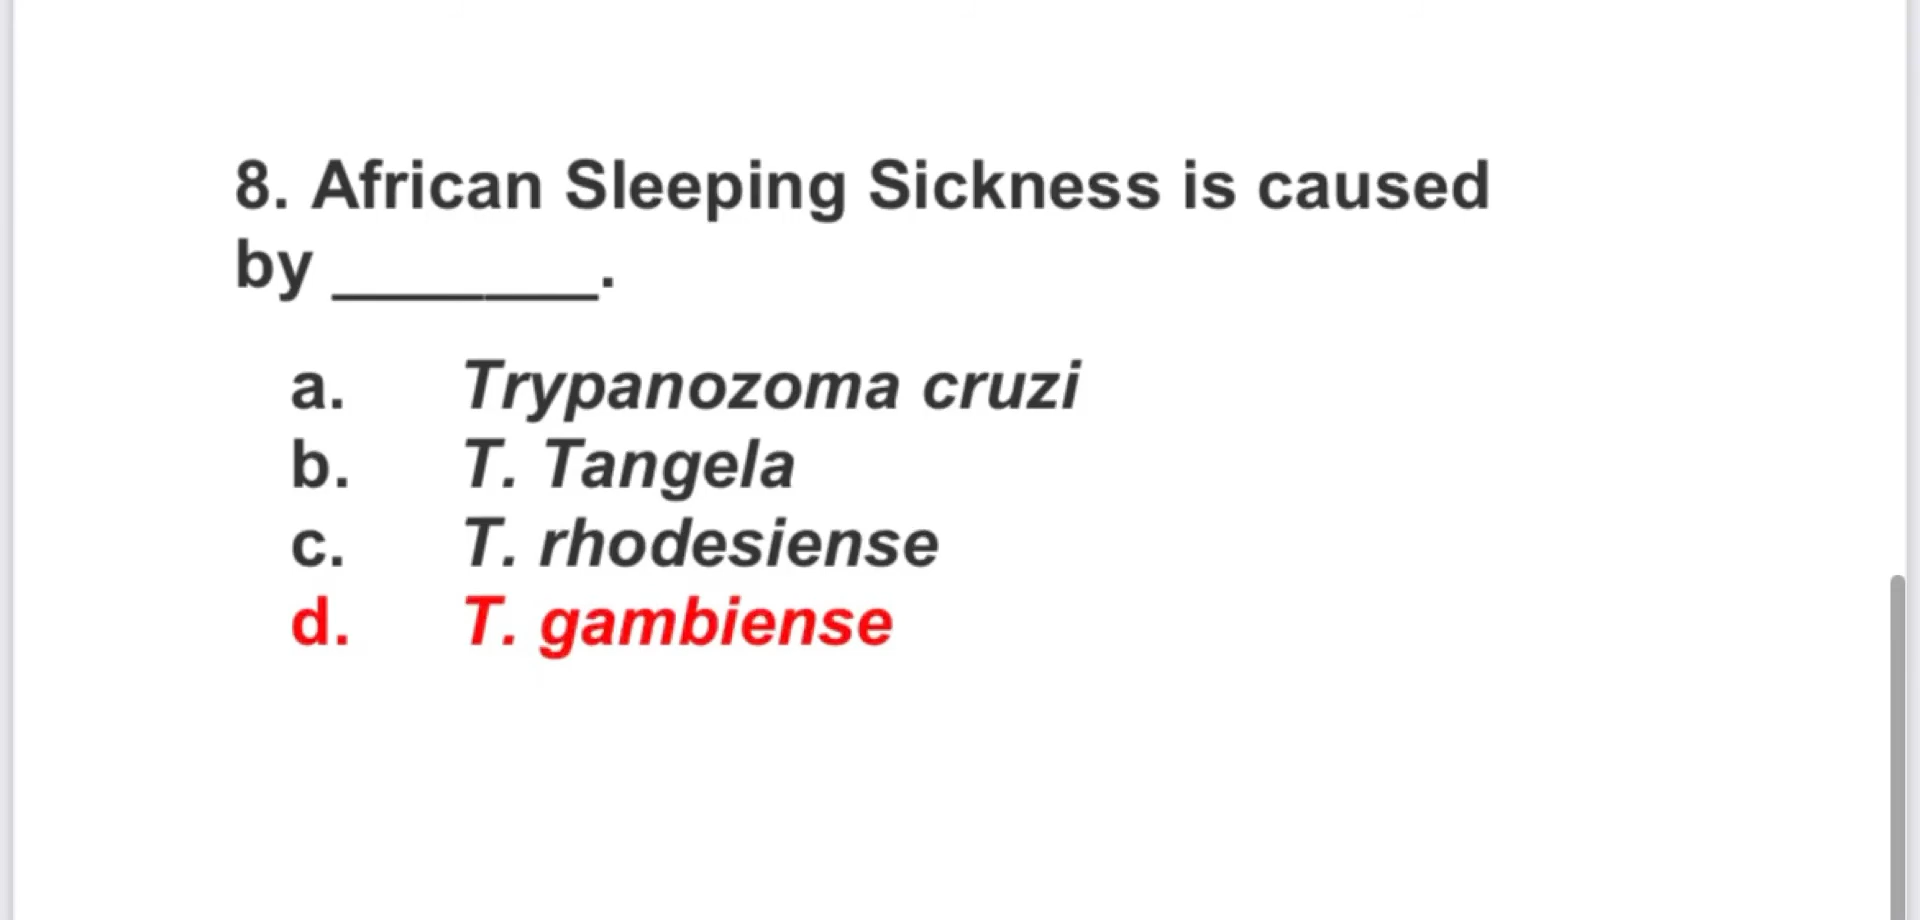 8. African Sleeping Sickness is caused
by ________.
a. Trypanozoma cruzi
b. T. Tangela
c. T. rhodesiense
d. T. gambiense